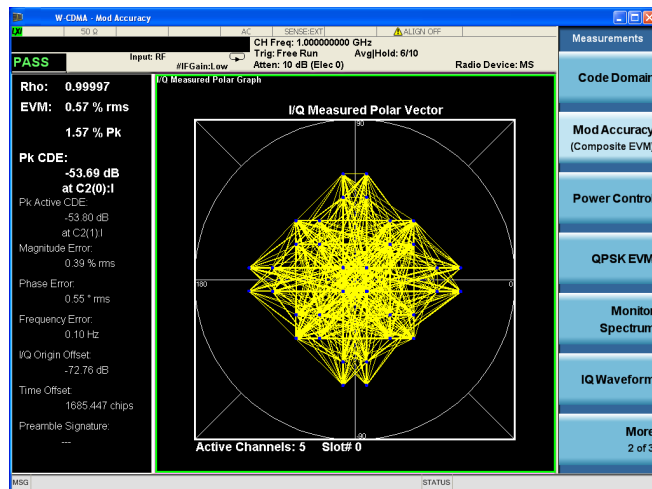 W-CDMA - Mod Accuracy
50 Ω AC SENSE:EXT ALIGN OFF
CH Freq: 1.000000000 GHz
Input: RF Trig: Free Run Avg|Hold: 6/10
PASS #IFGain:Low Atten: 10 dB (Elec 0) Radio Device: MS
Rho: 0.99997
EVM: 0.57 % rms
1.57 % Pk
Pk CDE:
-53.69 dB
at C2(0):I
Pk Active CDE:
-53.80 dB
at C2(1):I
Magnitude Error:
0.39 % rms
Phase Error:
0.55 ° rms
Frequency Error:
0.10 Hz
I/Q Origin Offset:
-72.76 dB
Time Offset:
1685.447 chips
Preamble Signature:
---
I/Q Measured Polar Graph
I/Q Measured Polar Vector
90
180
0
-90
Active Channels: 5 Slot# 0
Measurements
Code Domain
Mod Accuracy
(Composite EVM)
Power Control
QPSK EVM
Monitor
Spectrum
IQ Waveform
More
2 of 3
MSG STATUS